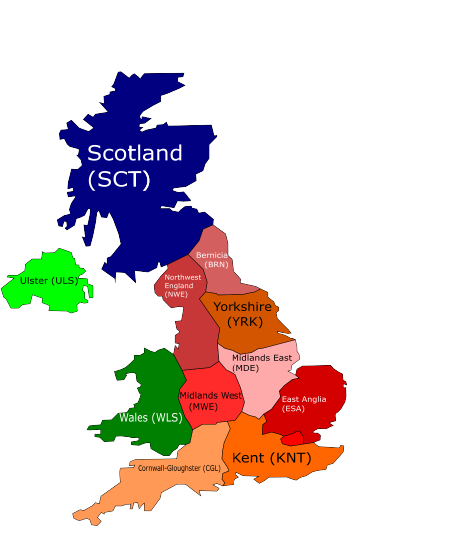 Scotland
(SCT)
Bernicia
(BRN)
Northwest
England
(NWE)
Ulster (ULS)
Yorkshire
(YRK)
Midlands East
(MDE)
Midlands West
(MWE)
East Anglia
(ESA)
Wales (WLS)
Kent (KNT)
Cornwall-Gloughster (CGL)